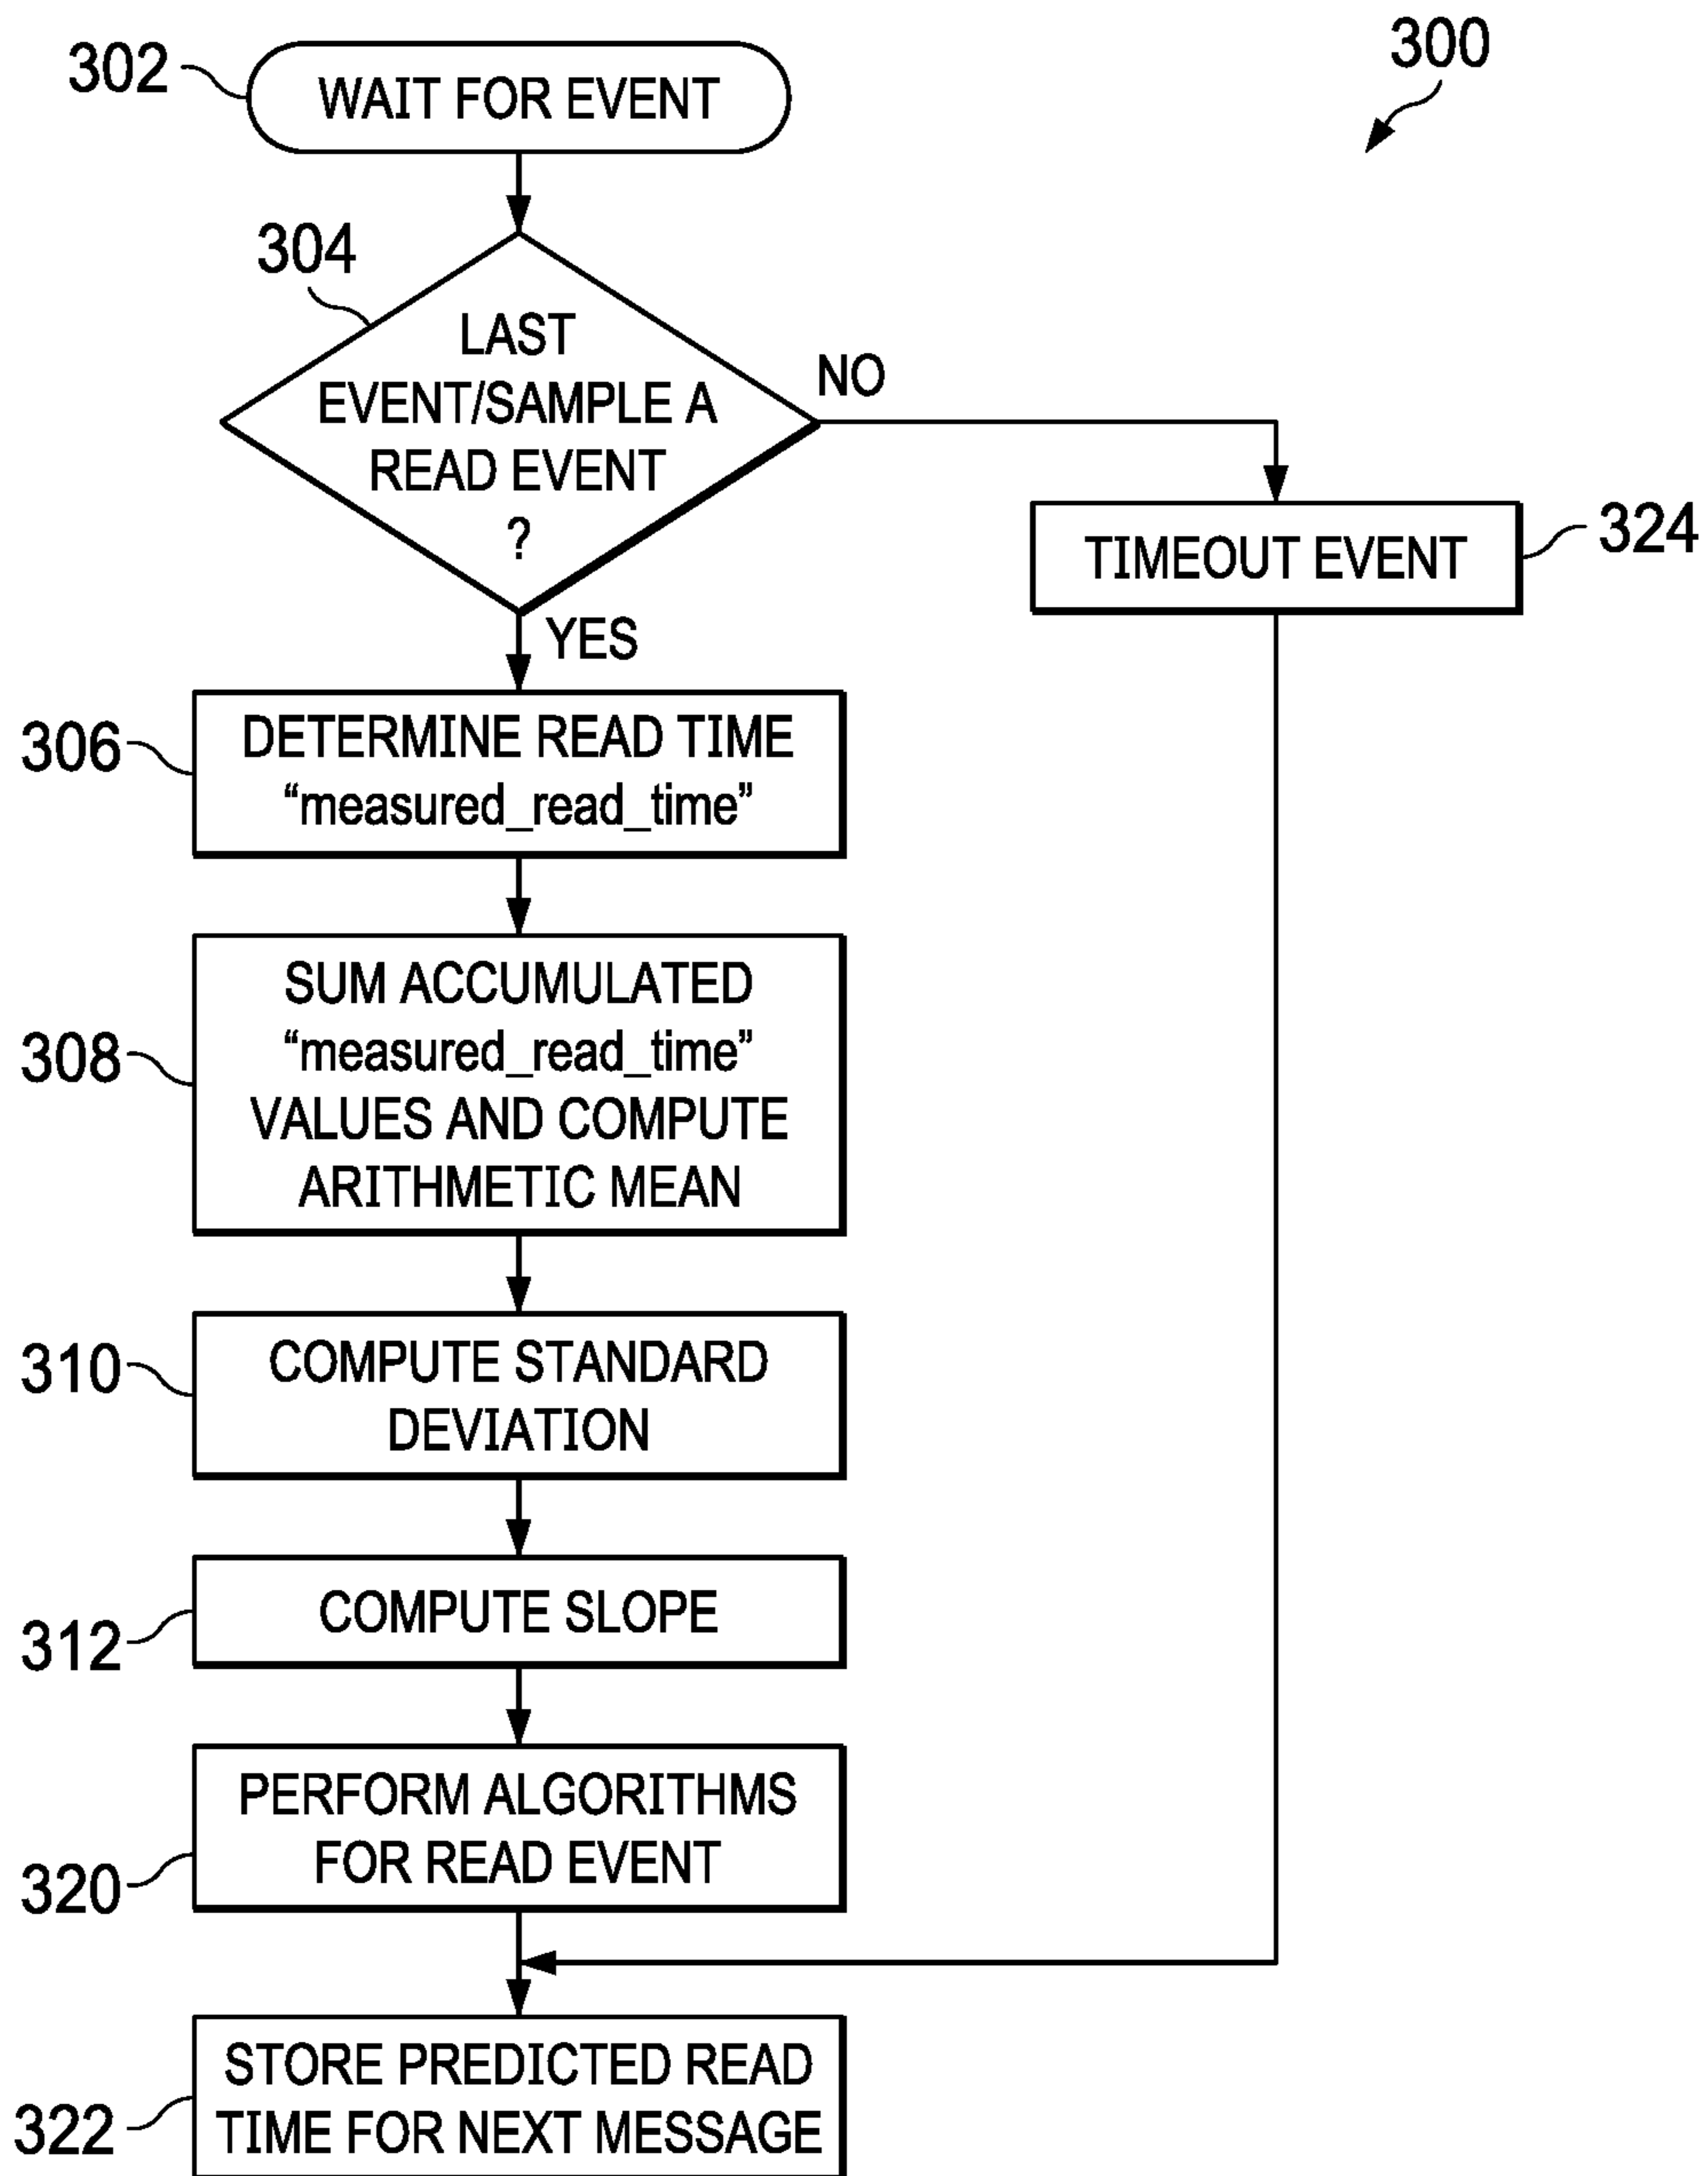 300
302
WAIT FOR EVENT
304
LAST
EVENT/SAMPLE A
READ EVENT
?
NO
YES
TIMEOUT EVENT
324
306
DETERMINE READ TIME
“measured_read_time”
308
SUM ACCUMULATED
“measured_read_time”
VALUES AND COMPUTE
ARITHMETIC MEAN
310
COMPUTE STANDARD
DEVIATION
312
COMPUTE SLOPE
320
PERFORM ALGORITHMS
FOR READ EVENT
322
STORE PREDICTED READ
TIME FOR NEXT MESSAGE